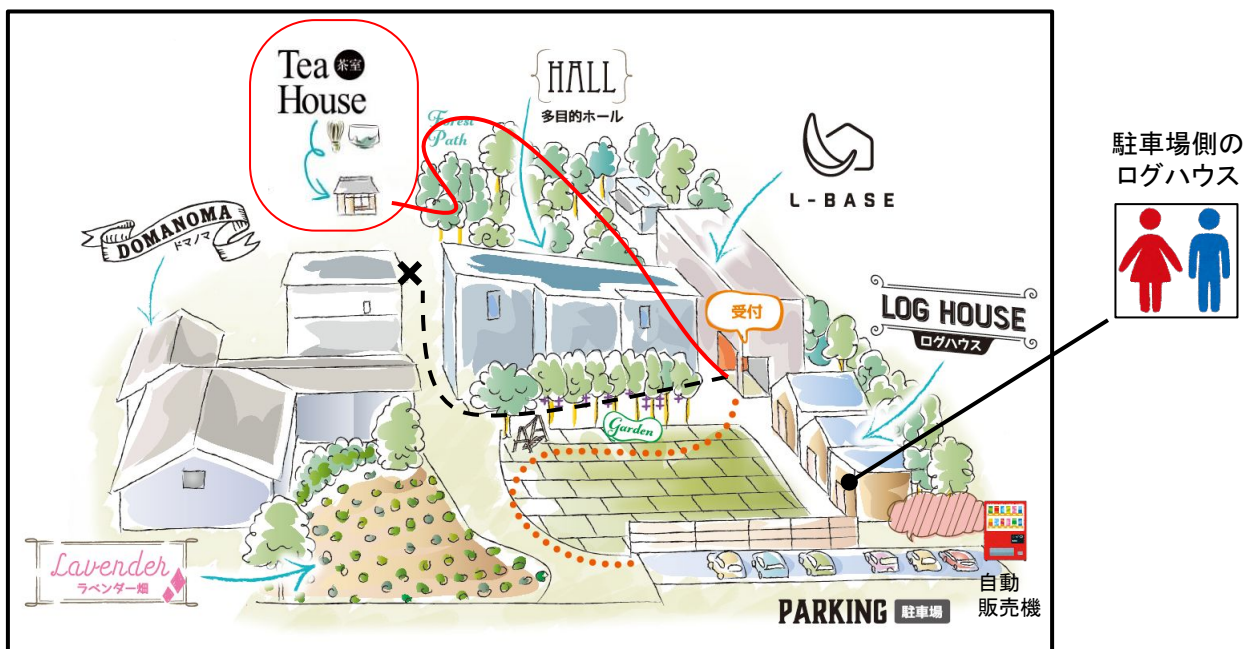 Tea 茶室
House
Forest
Path
{HALL}
多目的ホール
L-BASE
駐車場側の
ログハウス
DOMANOMA
ドマノマ
受付
LOG HOUSE
ログハウス
Garden
Lavender
ラベンダー畑
PARKING 駐車場
自動
販売機